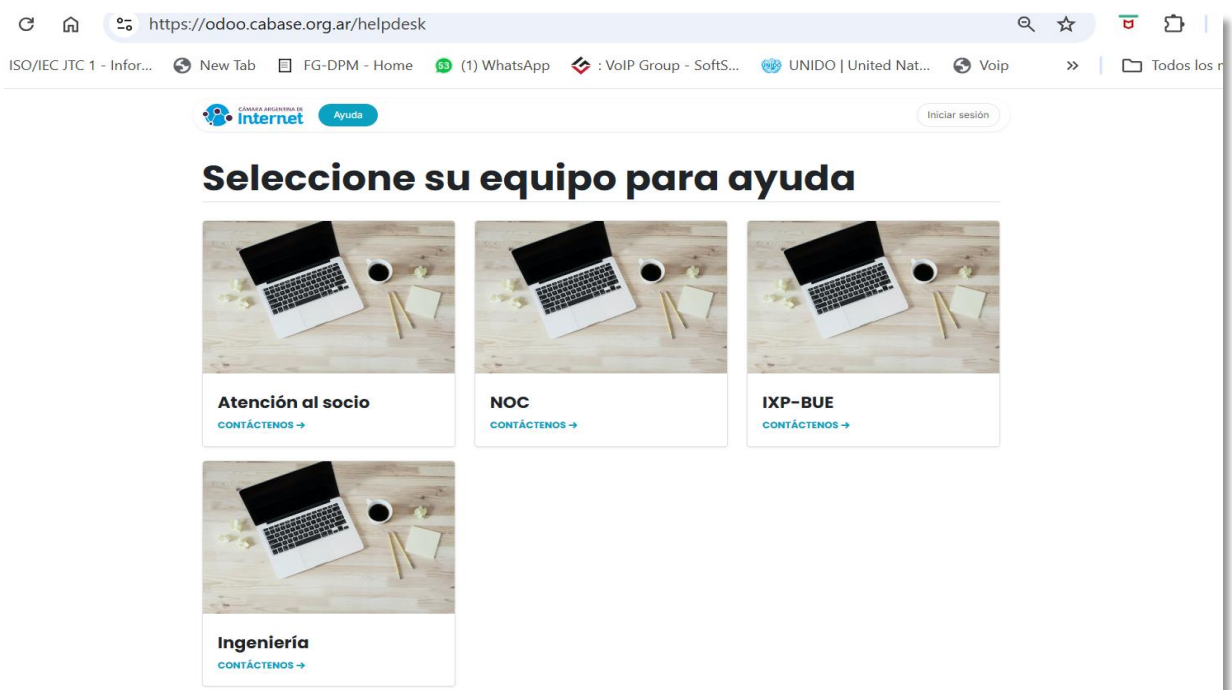 https://odoo.cabase.org.ar/helpdesk
ISO/IEC JTC 1 - Infor... New Tab FG-DPM - Home 53 (1) WhatsApp : VoIP Group - SoftS... UNIDO | United Nat... Voip » Todos los
CÁMARA ARGENTINA DE
Internet
Ayuda
Iniciar sesión
Seleccione su equipo para ayuda
Atención al socio
CONTÁCTENOS →
NOC
CONTÁCTENOS →
IXP-BUE
CONTÁCTENOS →
Ingeniería
CONTÁCTENOS →